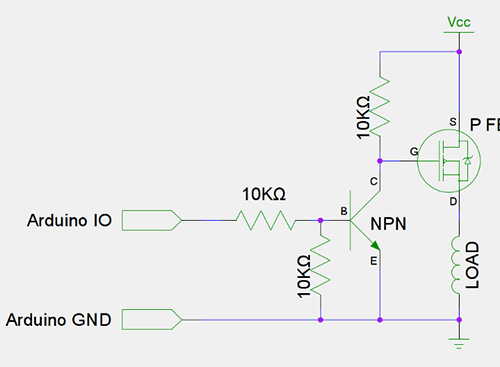 Vcc
10KΩ
S
P FE
G
D
C
10KΩ
B
NPN
Arduino IO
10KΩ
E
LOAD
Arduino GND